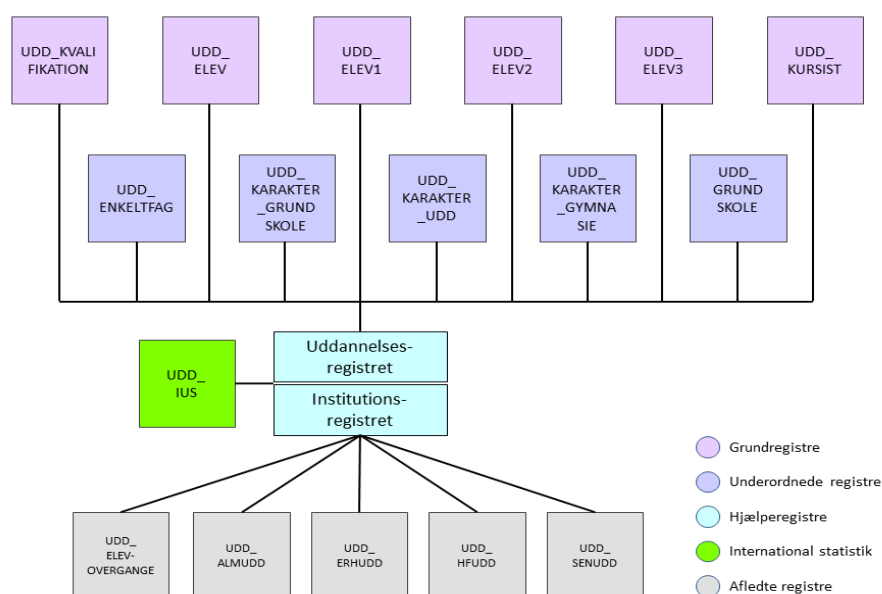 UDD_KVALI
FIKATION
UDD_
ELEV
UDD_
ELEV1
UDD_
ELEV2
UDD_
ELEV3
UDD_
KURSIST
UDD_
ENKELTFAG
UDD_
KARAKTER
_GRUND
SKOLE
UDD_
KARAKTER
_UDD
UDD_
KARAKTER
_GYMNA
SIE
UDD_
GRUND
SKOLE
Uddannelses-
registret
UDD_
IUS
Institutions-
registret
Grundregistre
Underordnede registre
Hjælperegistre
International statistik
Afledte registre
UDD_
ELEV-
OVERGANGE
UDD_
ALMUDD
UDD_
ERHUDD
UDD_
HFUDD
UDD_
SENUDD